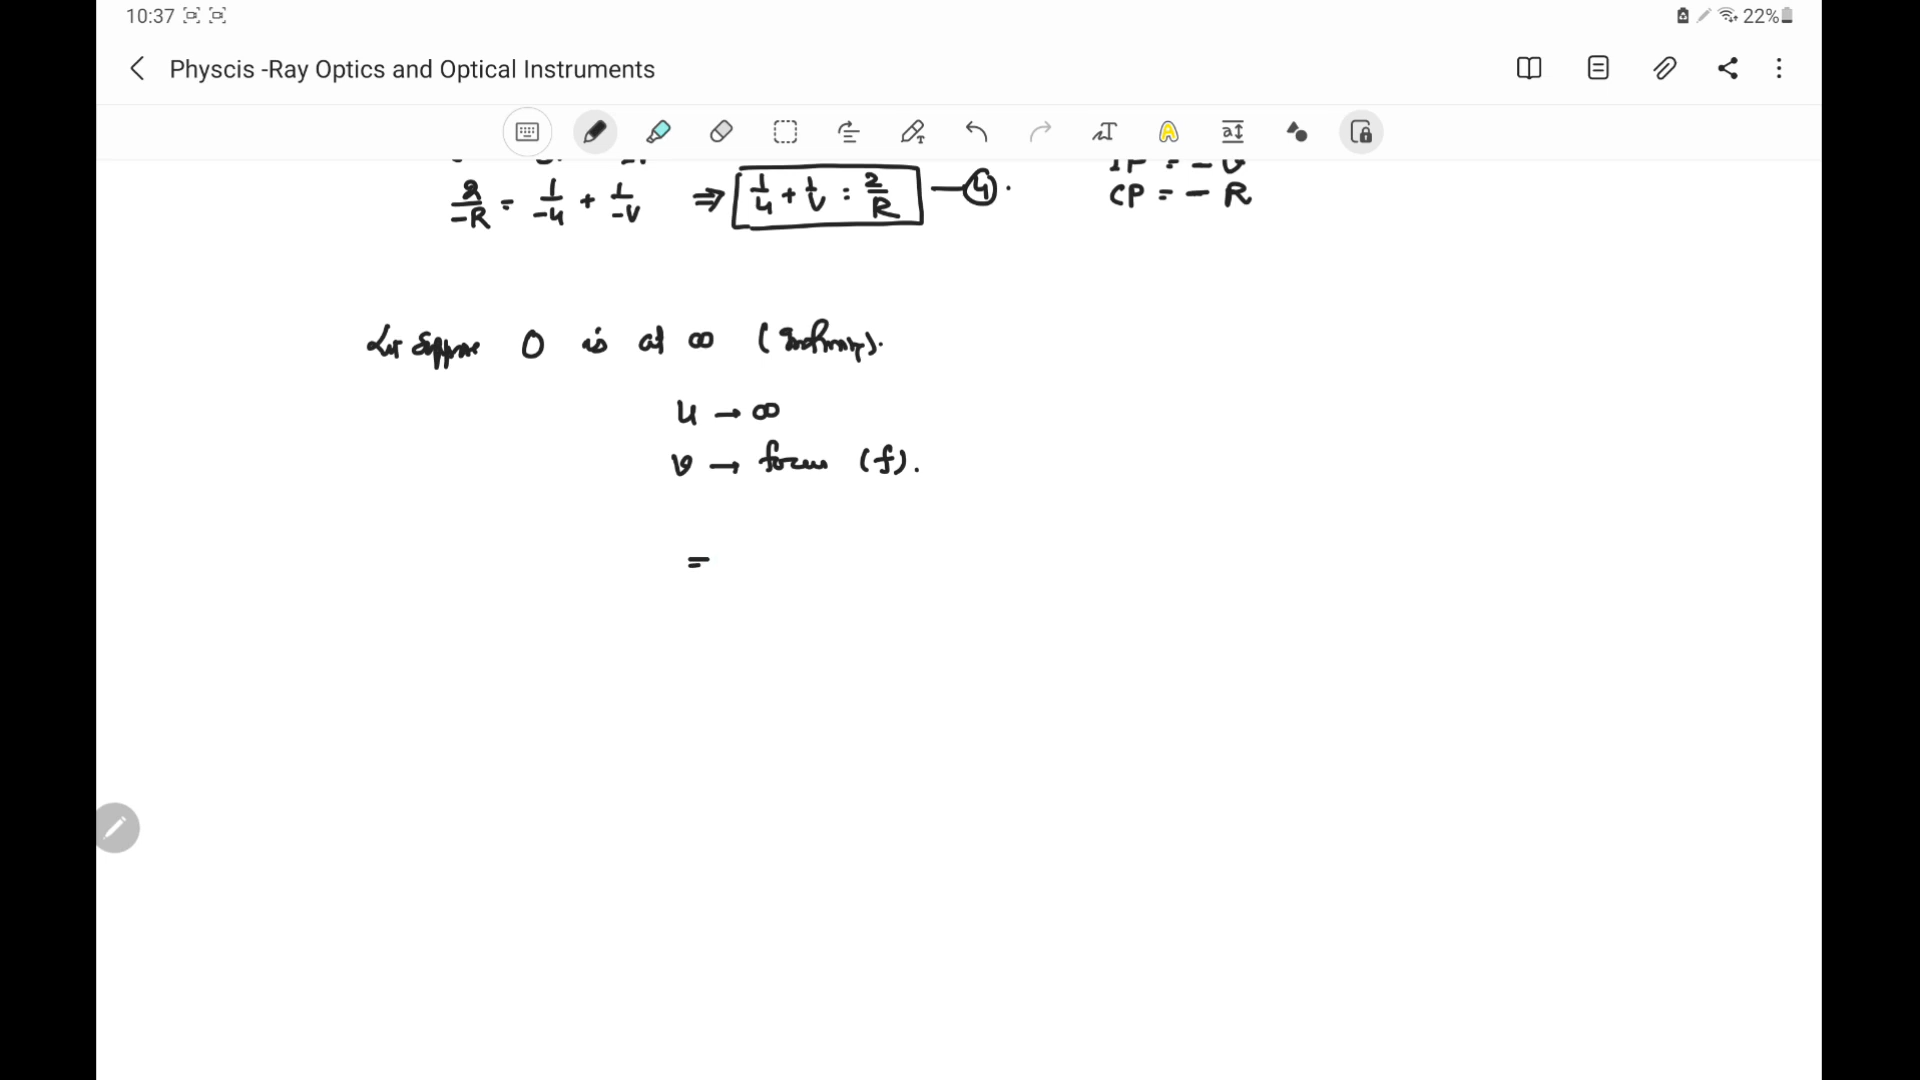 10:37 22%
Physcis -Ray Optics and Optical Instruments
IP = - v
2/-R = 1/-u + 1/-v ⇒ 1/u + 1/v = 2/R — ④. CP = - R
Let Suppose O is at ∞ (Infinity).
u → ∞
v → focus (f).
=